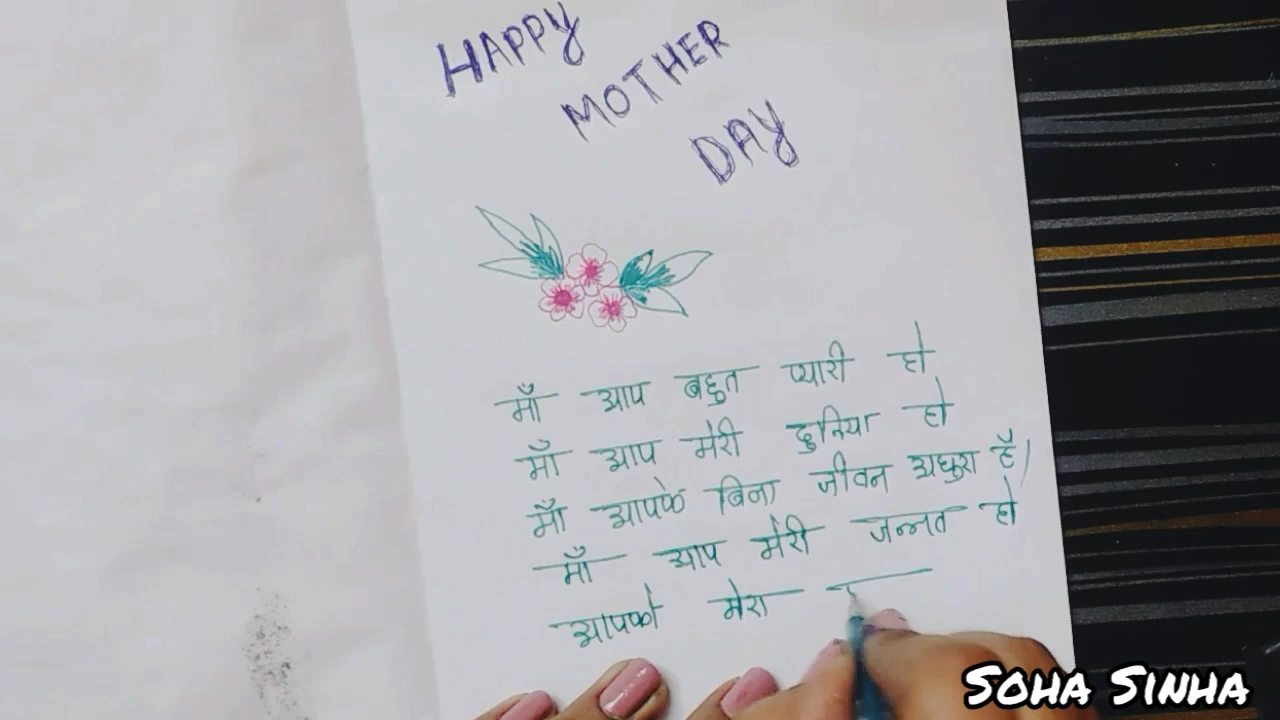 HAPPY
MOTHER
DAY
माँ आप बहुत प्यारी हो
माँ आप मेरी दुनिया हो
माँ आपके बिना जीवन अधुरा है।
माँ आप मेरी जन्नत हो
आपको मेरा
SOHA SINHA